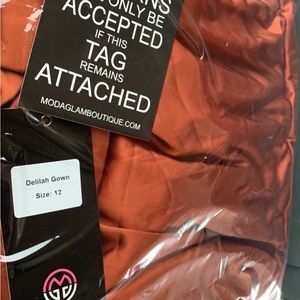 ONLY BE
ACCEPTED
IF THIS
TAG
REMAINS
ATTACHED
MODAGLAMBOUTIQUE.COM
Delilah Gown
Size: 12